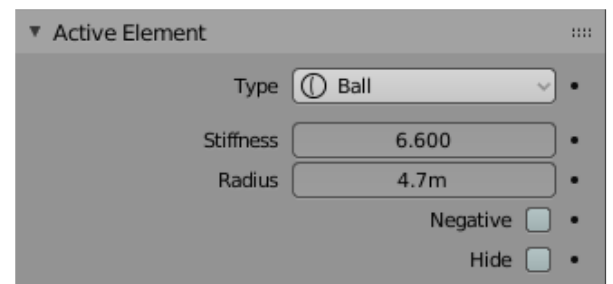 Active Element
Type Ball
Stiffness 6.600
Radius 4.7m
Negative
Hide